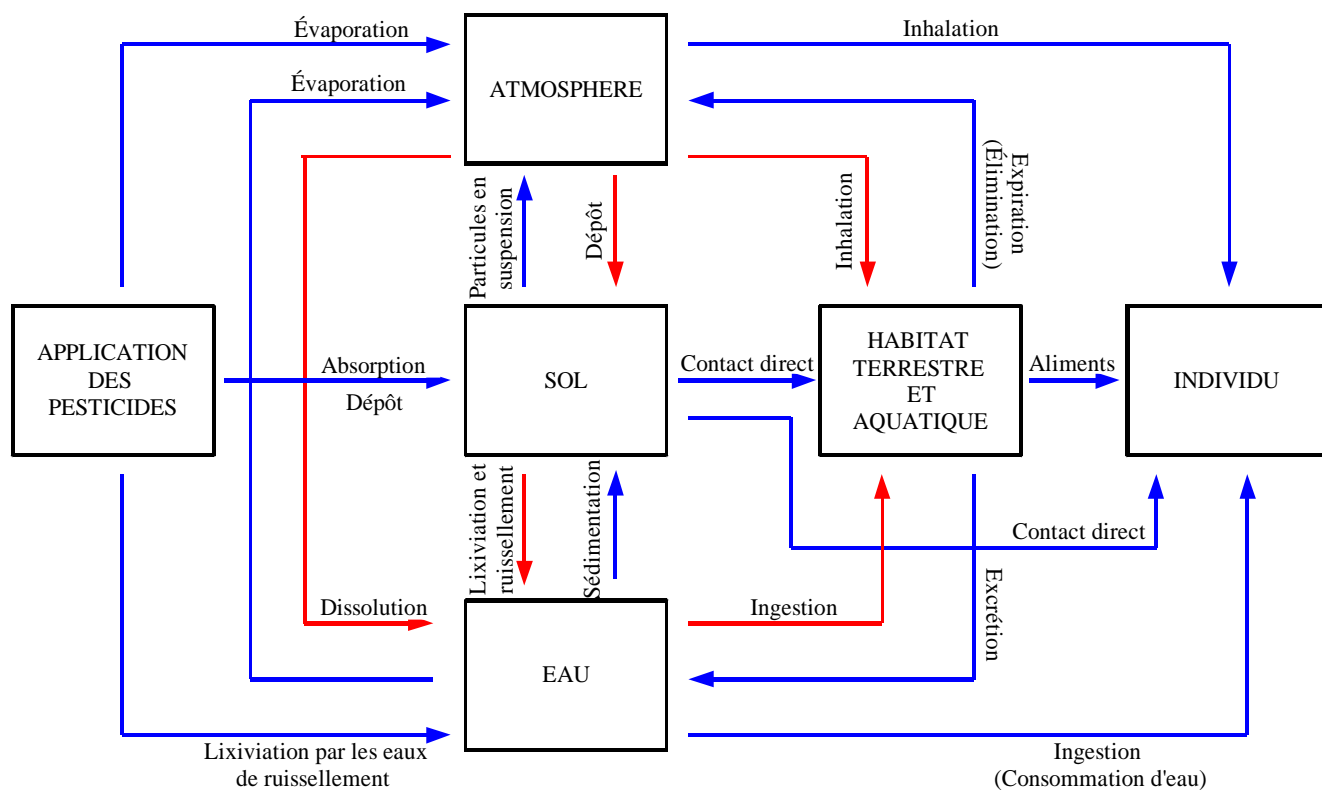 Évaporation
Inhalation
Évaporation
ATMOSPHERE
Particules en
suspension
Dépôt
Inhalation
Expiration
(Élimination)
APPLICATION
DES
PESTICIDES
Absorption
Dépôt
SOL
Contact direct
HABITAT
TERRESTRE
ET
AQUATIQUE
Aliments
INDIVIDU
Lixiviation et
ruissellement
Sédimentation
Contact direct
Excrétion
Dissolution
Ingestion
EAU
Lixiviation par les eaux
de ruissellement
Ingestion
(Consommation d'eau)